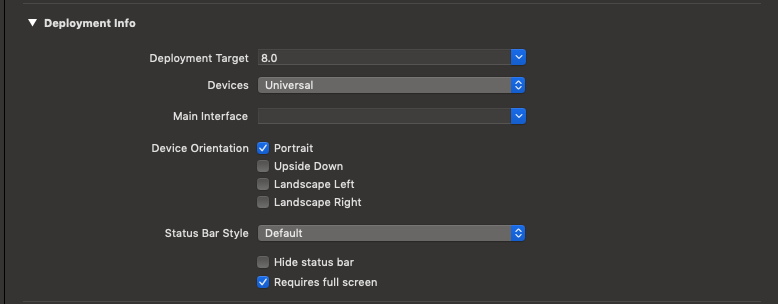 Deployment Info
Deployment Target 8.0
Devices Universal
Main Interface
Device Orientation Portrait
Upside Down
Landscape Left
Landscape Right
Status Bar Style Default
Hide status bar
Requires full screen